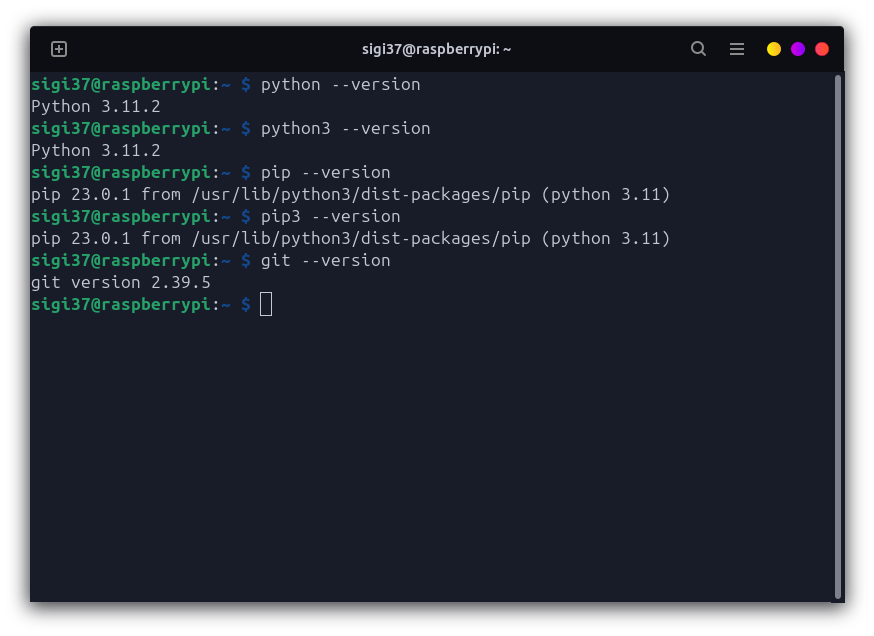 sigi37@raspberrypi: ~
sigi37@raspberrypi:~ $ python --version
Python 3.11.2
sigi37@raspberrypi:~ $ python3 --version
Python 3.11.2
sigi37@raspberrypi:~ $ pip --version
pip 23.0.1 from /usr/lib/python3/dist-packages/pip (python 3.11)
sigi37@raspberrypi:~ $ pip3 --version
pip 23.0.1 from /usr/lib/python3/dist-packages/pip (python 3.11)
sigi37@raspberrypi:~ $ git --version
git version 2.39.5
sigi37@raspberrypi:~ $